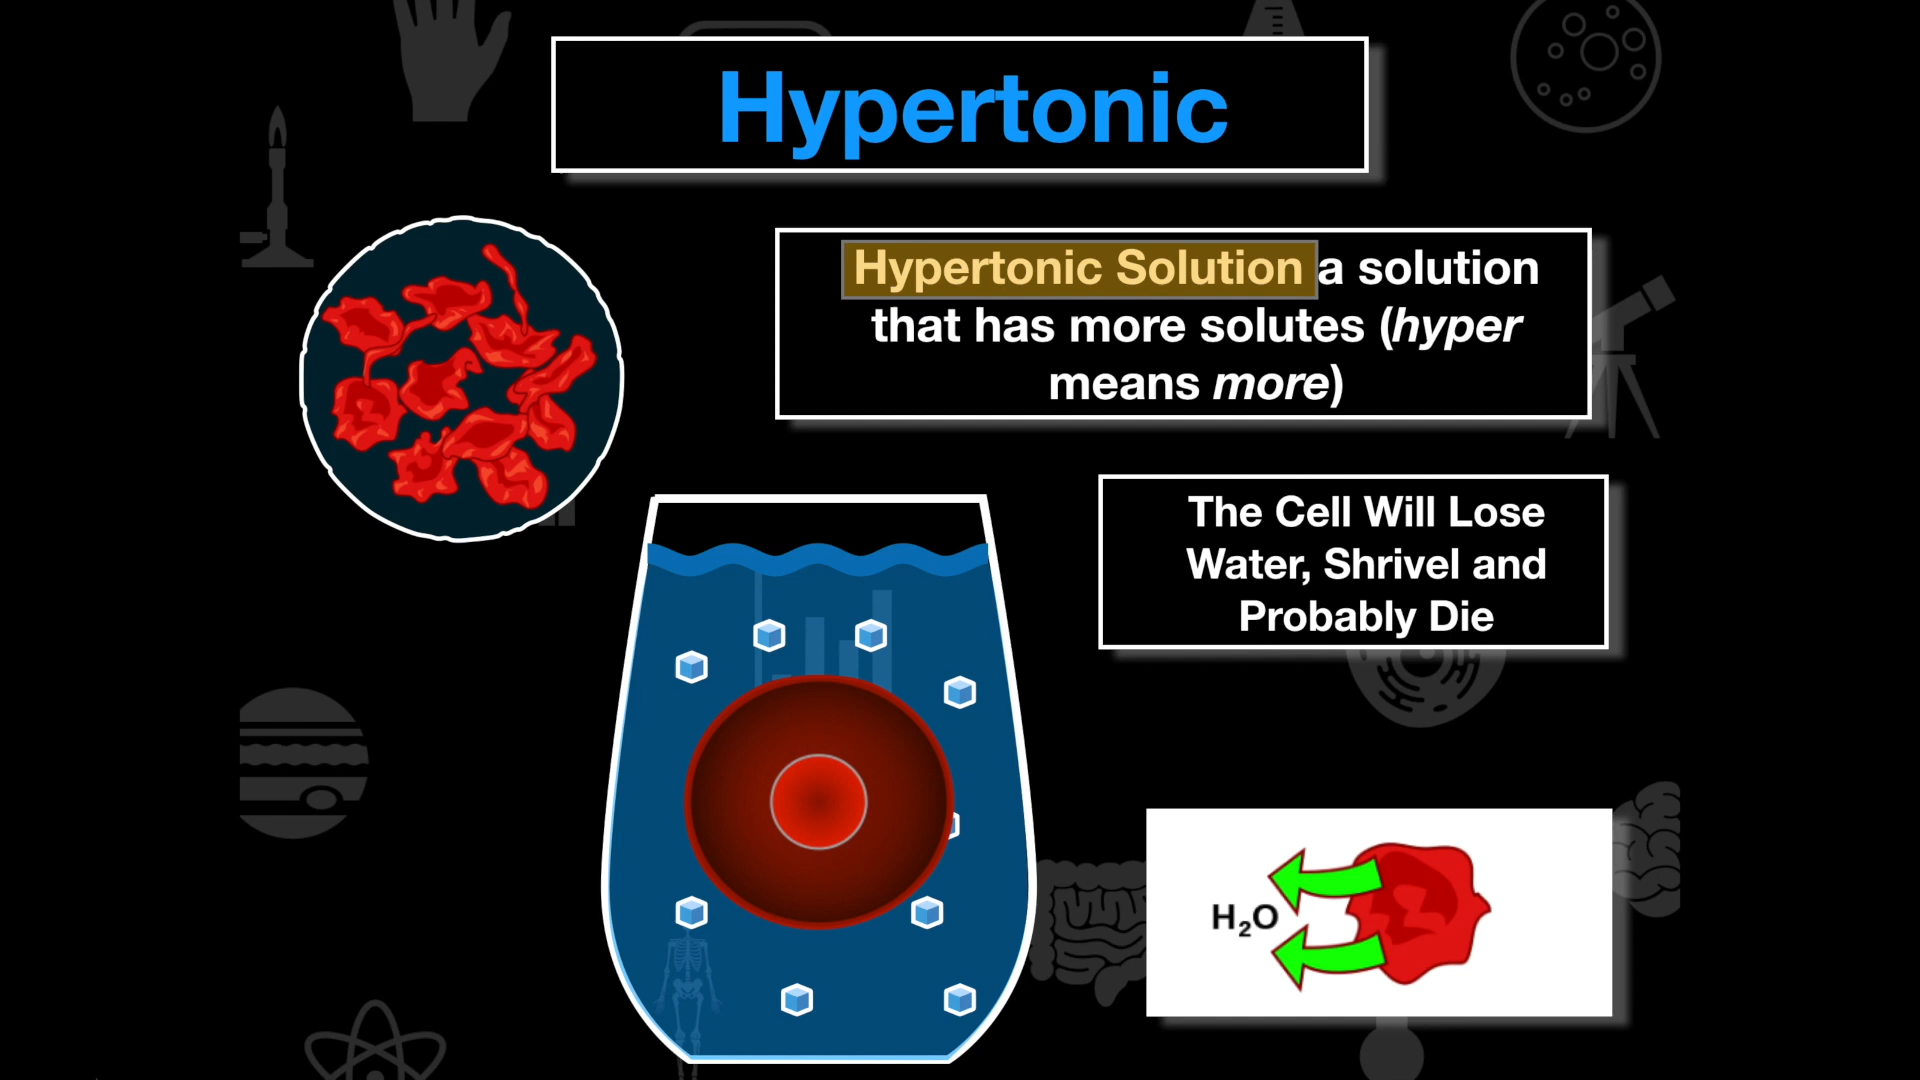 Hypertonic
Hypertonic Solution a solution
that has more solutes (hyper
means more)
The Cell Will Lose
Water, Shrivel and
Probably Die
H₂O